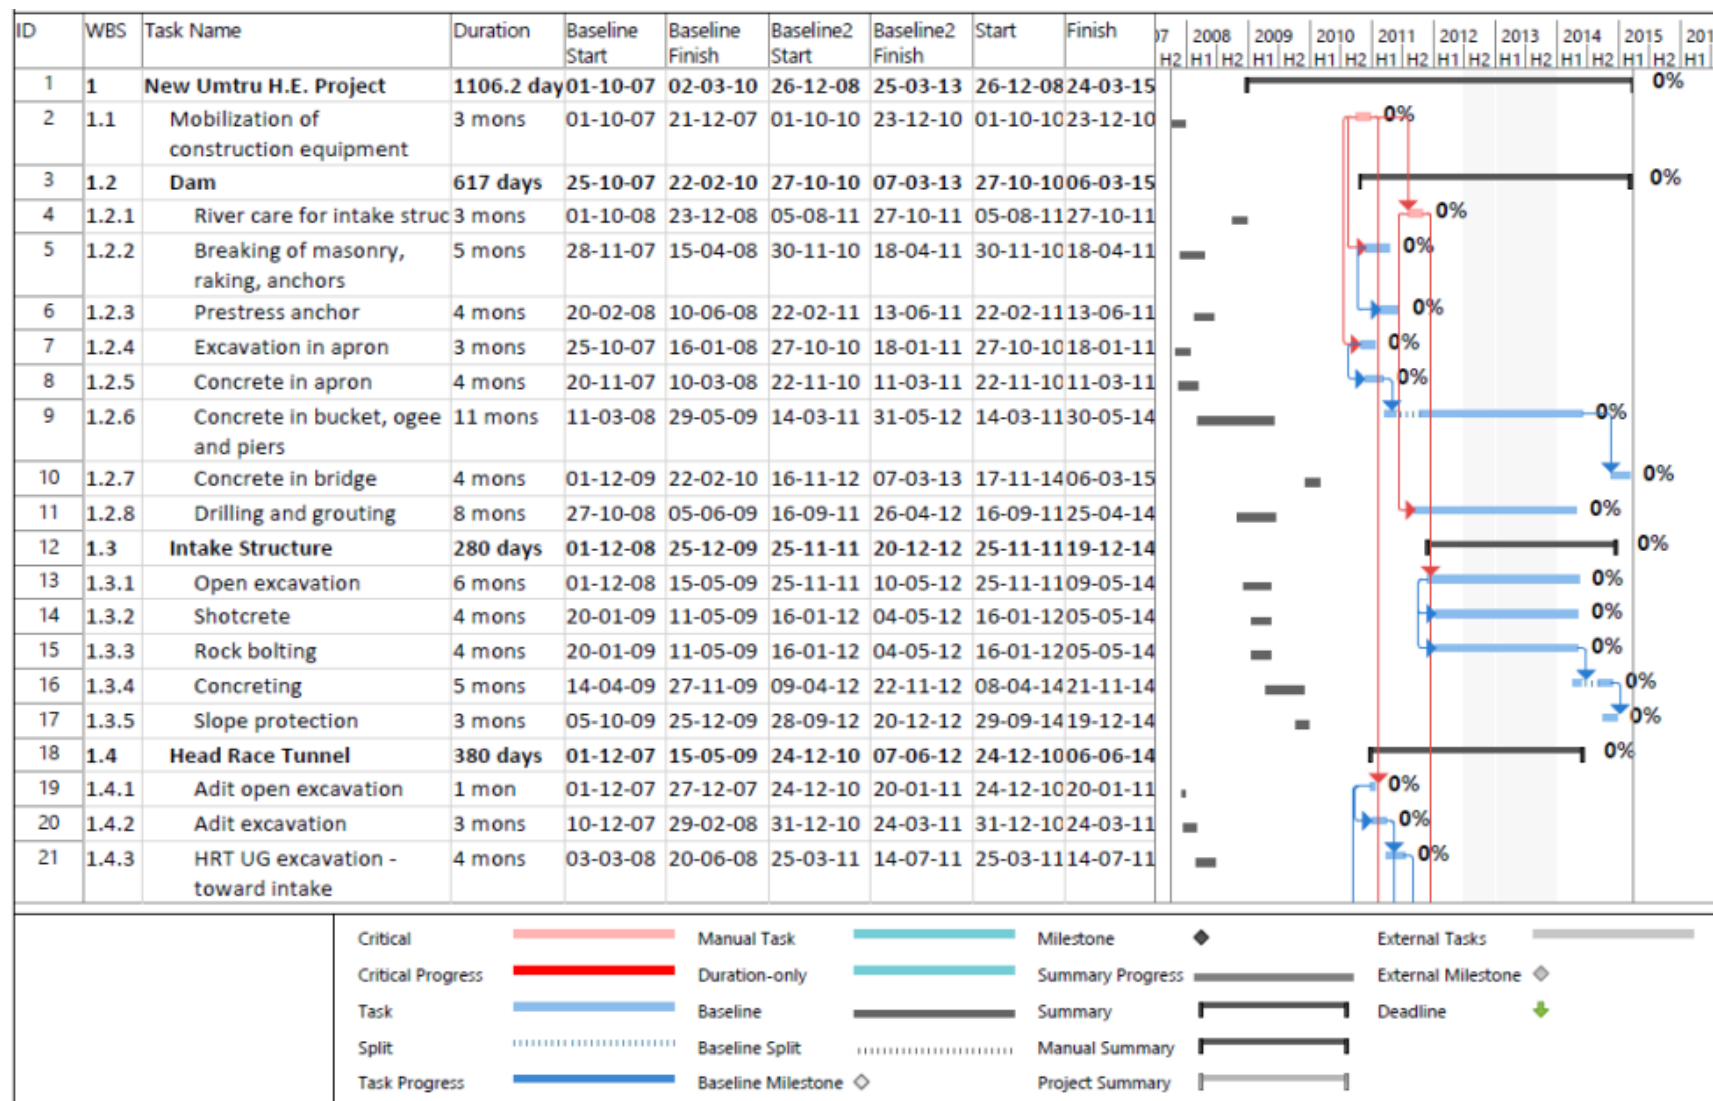 ID WBS Task Name Duration Baseline Start Baseline Finish Baseline2 Start Baseline2 Finish Start Finish
07 2008 2009 2010 2011 2012 2013 2014 2015 201
H2 H1 H2 H1 H2 H1 H2 H1 H2 H1 H2 H1 H2 H1 H2 H1 H2 H1
1 1 New Umtru H.E. Project 1106.2 day 01-10-07 02-03-10 26-12-08 25-03-13 26-12-08 24-03-15 0%
2 1.1 Mobilization of 3 mons 01-10-07 21-12-07 01-10-10 23-12-10 01-10-10 23-12-10 0%
construction equipment
3 1.2 Dam 617 days 25-10-07 22-02-10 27-10-10 07-03-13 27-10-10 06-03-15 0%
4 1.2.1 River care for intake struc 3 mons 01-10-08 23-12-08 05-08-11 27-10-11 05-08-11 27-10-11 0%
5 1.2.2 Breaking of masonry, 5 mons 28-11-07 15-04-08 30-11-10 18-04-11 30-11-10 18-04-11 0%
raking, anchors
6 1.2.3 Prestress anchor 4 mons 20-02-08 10-06-08 22-02-11 13-06-11 22-02-11 13-06-11 0%
7 1.2.4 Excavation in apron 3 mons 25-10-07 16-01-08 27-10-10 18-01-11 27-10-10 18-01-11 0%
8 1.2.5 Concrete in apron 4 mons 20-11-07 10-03-08 22-11-10 11-03-11 22-11-10 11-03-11 0%
9 1.2.6 Concrete in bucket, ogee 11 mons 11-03-08 29-05-09 14-03-11 31-05-12 14-03-11 30-05-14 0%
and piers
10 1.2.7 Concrete in bridge 4 mons 01-12-09 22-02-10 16-11-12 07-03-13 17-11-14 06-03-15 0%
11 1.2.8 Drilling and grouting 8 mons 27-10-08 05-06-09 16-09-11 26-04-12 16-09-11 25-04-14 0%
12 1.3 Intake Structure 280 days 01-12-08 25-12-09 25-11-11 20-12-12 25-11-11 19-12-14 0%
13 1.3.1 Open excavation 6 mons 01-12-08 15-05-09 25-11-11 10-05-12 25-11-11 09-05-14 0%
14 1.3.2 Shotcrete 4 mons 20-01-09 11-05-09 16-01-12 04-05-12 16-01-12 05-05-14 0%
15 1.3.3 Rock bolting 4 mons 20-01-09 11-05-09 16-01-12 04-05-12 16-01-12 05-05-14 0%
16 1.3.4 Concreting 5 mons 14-04-09 27-11-09 09-04-12 22-11-12 08-04-14 21-11-14 0%
17 1.3.5 Slope protection 3 mons 05-10-09 25-12-09 28-09-12 20-12-12 29-09-14 19-12-14 0%
18 1.4 Head Race Tunnel 380 days 01-12-07 15-05-09 24-12-10 07-06-12 24-12-10 06-06-14 0%
19 1.4.1 Adit open excavation 1 mon 01-12-07 27-12-07 24-12-10 20-01-11 24-12-10 20-01-11 0%
20 1.4.2 Adit excavation 3 mons 10-12-07 29-02-08 31-12-10 24-03-11 31-12-10 24-03-11 0%
21 1.4.3 HRT UG excavation - 4 mons 03-03-08 20-06-08 25-03-11 14-07-11 25-03-11 14-07-11 0%
toward intake
Critical Manual Task Milestone External Tasks
Critical Progress Duration-only Summary Progress External Milestone
Task Baseline Summary Deadline
Split Baseline Split Manual Summary
Task Progress Baseline Milestone Project Summary